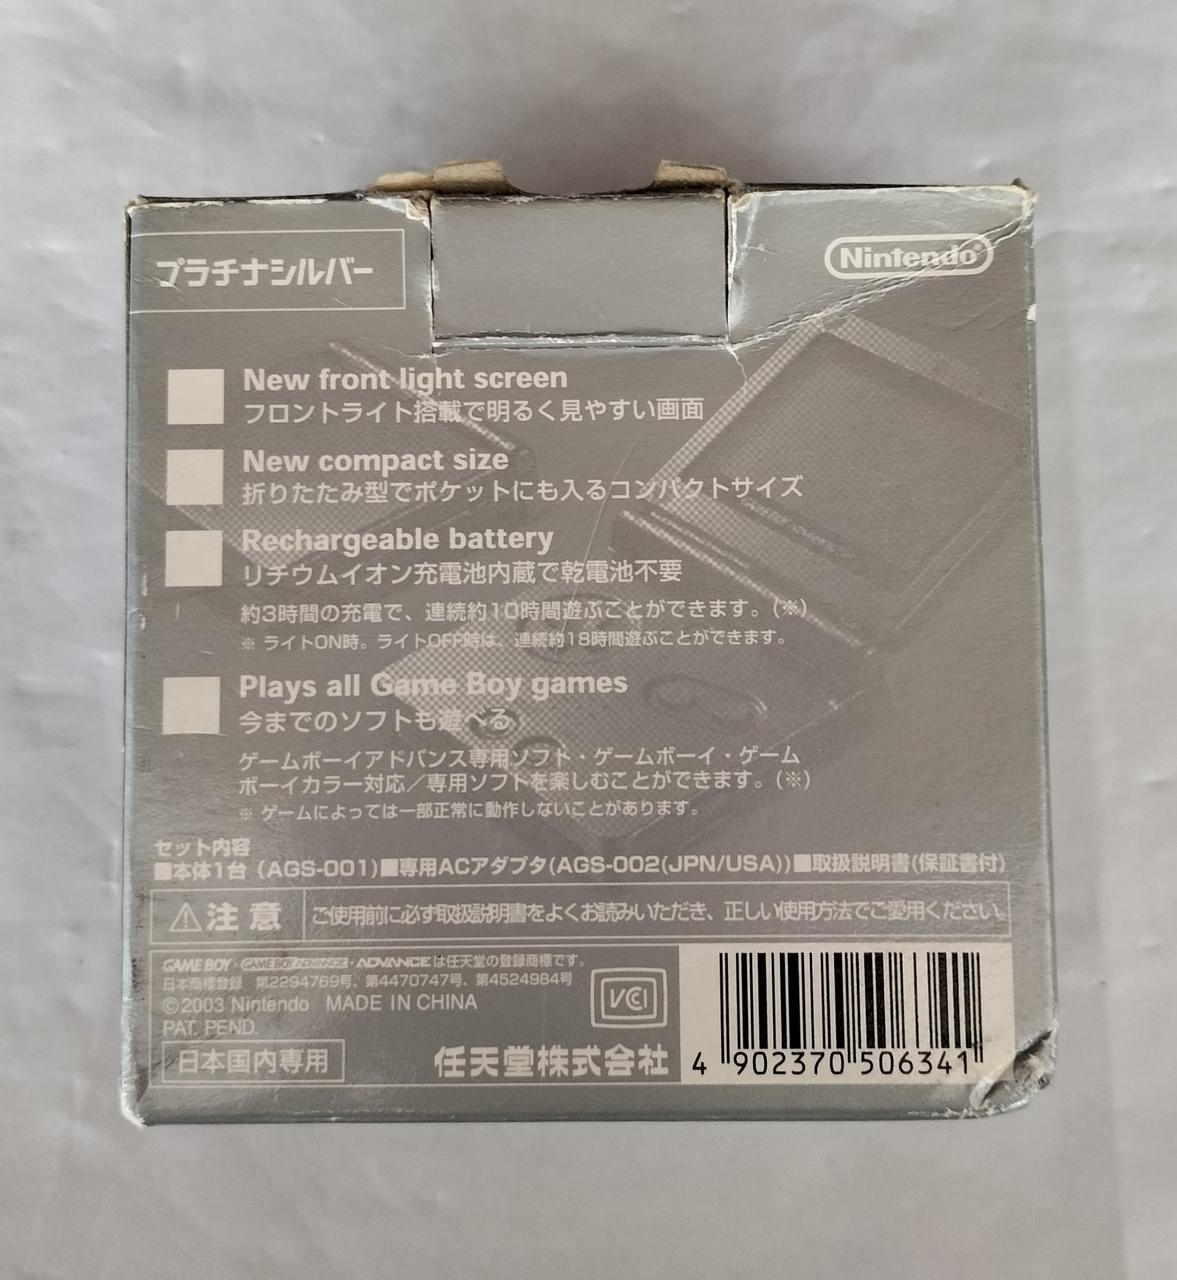 プラチナシルバー
Nintendo®
New front light screen
フロントライト搭載で明るく見やすい画面
New compact size
折りたたみ型でポケットにも入るコンパクトサイズ
Rechargeable battery
リチウムイオン充電池内蔵で乾電池不要
約3時間の充電で、連続約10時間遊ぶことができます。(※)
※ ライトON時。ライトOFF時は、連続約18時間遊ぶことができます。
Plays all Game Boy games
今までのソフトも遊べる
ゲームボーイアドバンス専用ソフト・ゲームボーイ・ゲーム
ボーイカラー対応／専用ソフトを楽しむことができます。(※)
※ ゲームによっては一部正常に動作しないことがあります。
セット内容
■本体1台（AGS-001)■専用ACアダプタ(AGS-002(JPN/USA))■取扱説明書(保証書付)
⚠注意 ご使用前に必ず取扱説明書をよくお読みいただき、正しい使用方法でご愛用ください。
GAME BOY・GAME BOY ADVANCE・ADVANCEは任天堂の登録商標です。
日本商標登録 第2294769号、第4470747号、第4524984号
©2003 Nintendo MADE IN CHINA
PAT. PEND.
VCCI
日本国内専用
任天堂株式会社
4 902370 506341